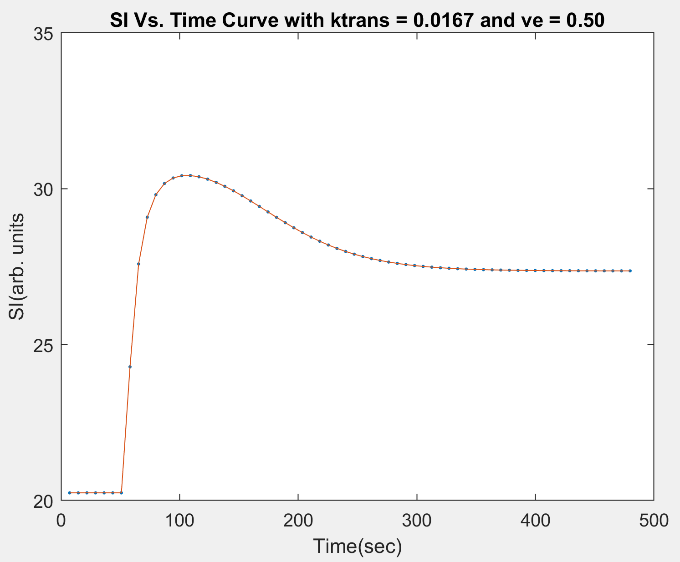 SI Vs. Time Curve with ktrans = 0.0167 and ve = 0.50
35
30
25
20
SI(arb. units
0 100 200 300 400 500
Time(sec)